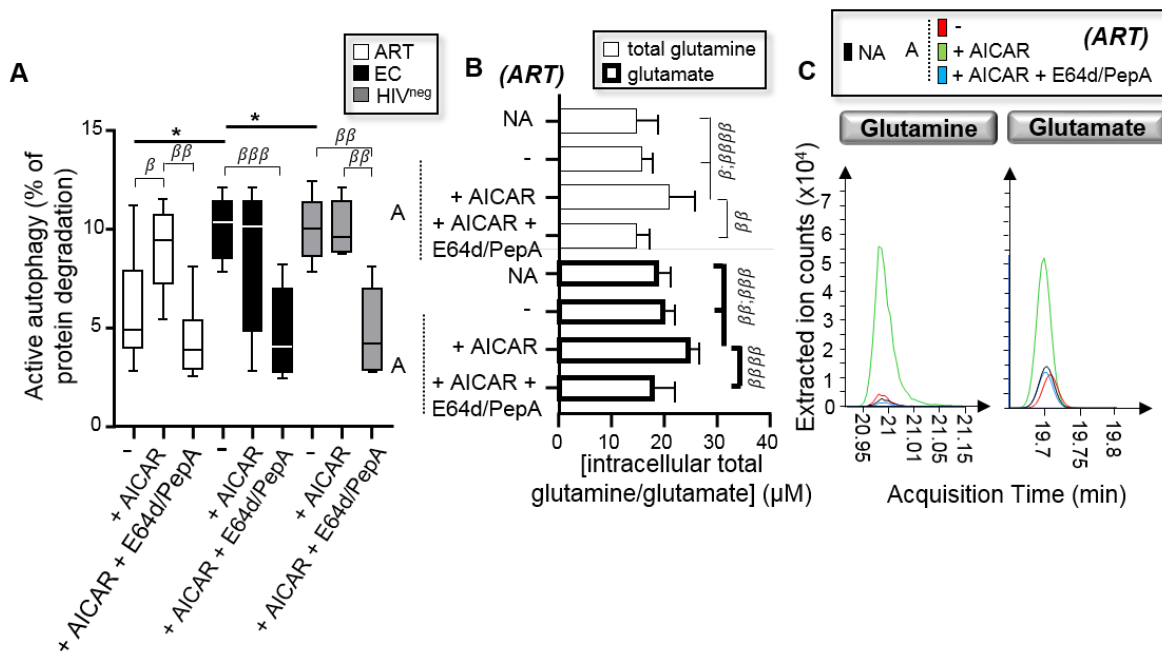 A
ART
EC
HIVneg
Active autophagy (% of
protein degradation)
15
10
5
0
*
*
β
ββ
βββ
ββ
ββ
-
+ AICAR
+ AICAR + E64d/PepA
-
+ AICAR
+ AICAR + E64d/PepA
-
+ AICAR
+ AICAR + E64d/PepA
B
(ART)
total glutamine
glutamate
A
NA
-
+ AICAR
+ AICAR +
E64d/PepA
β;ββββ
ββ
A
NA
-
+ AICAR
+ AICAR +
E64d/PepA
ββ;βββ
ββββ
0
10
20
30
40
[intracellular total
glutamine/glutamate] (µM)
C
NA
A
-
+ AICAR
+ AICAR + E64d/PepA
(ART)
Glutamine
Glutamate
Extracted ion counts (x10⁴)
7
6
5
4
3
2
1
0
20.95
21
21.01
21.05
21.15
19.7
19.75
19.8
Acquisition Time (min)